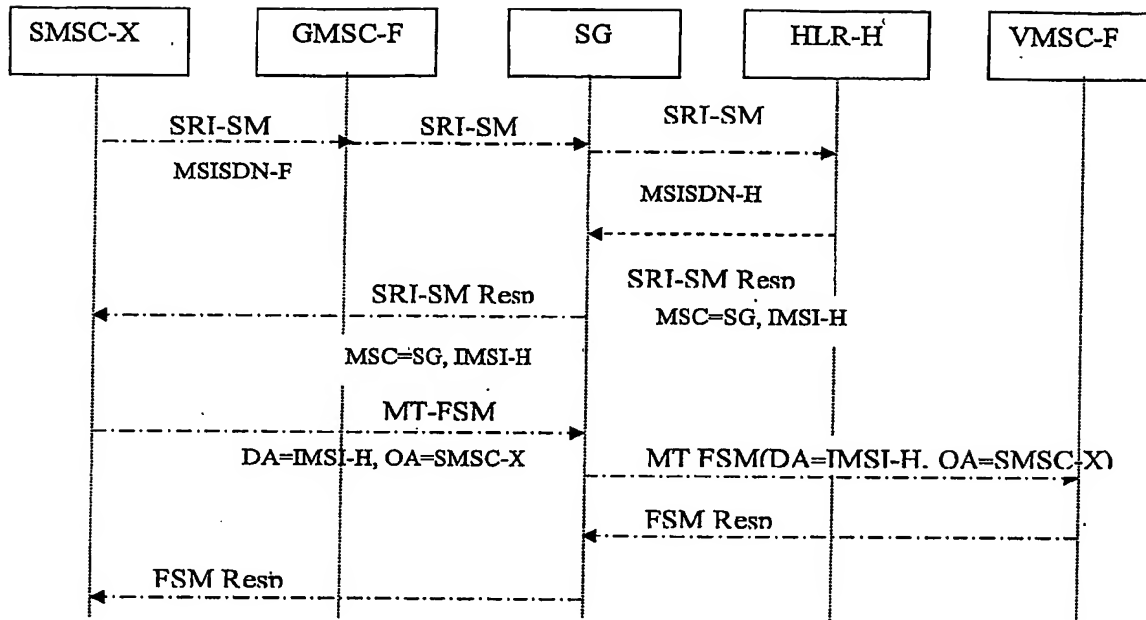 SMSC-X
GMSC-F
SG
HLR-H
VMSC-F
SRI-SM
SRI-SM
SRI-SM
MSISDN-F
MSISDN-H
SRI-SM Resp
SRI-SM Resp
MSC=SG, IMSI-H
MSC=SG, IMSI-H
MT-FSM
DA=IMSI-H, OA=SMSC-X
MT FSM(DA=IMSI-H, OA=SMSC-X)
FSM Resp
FSM Resp